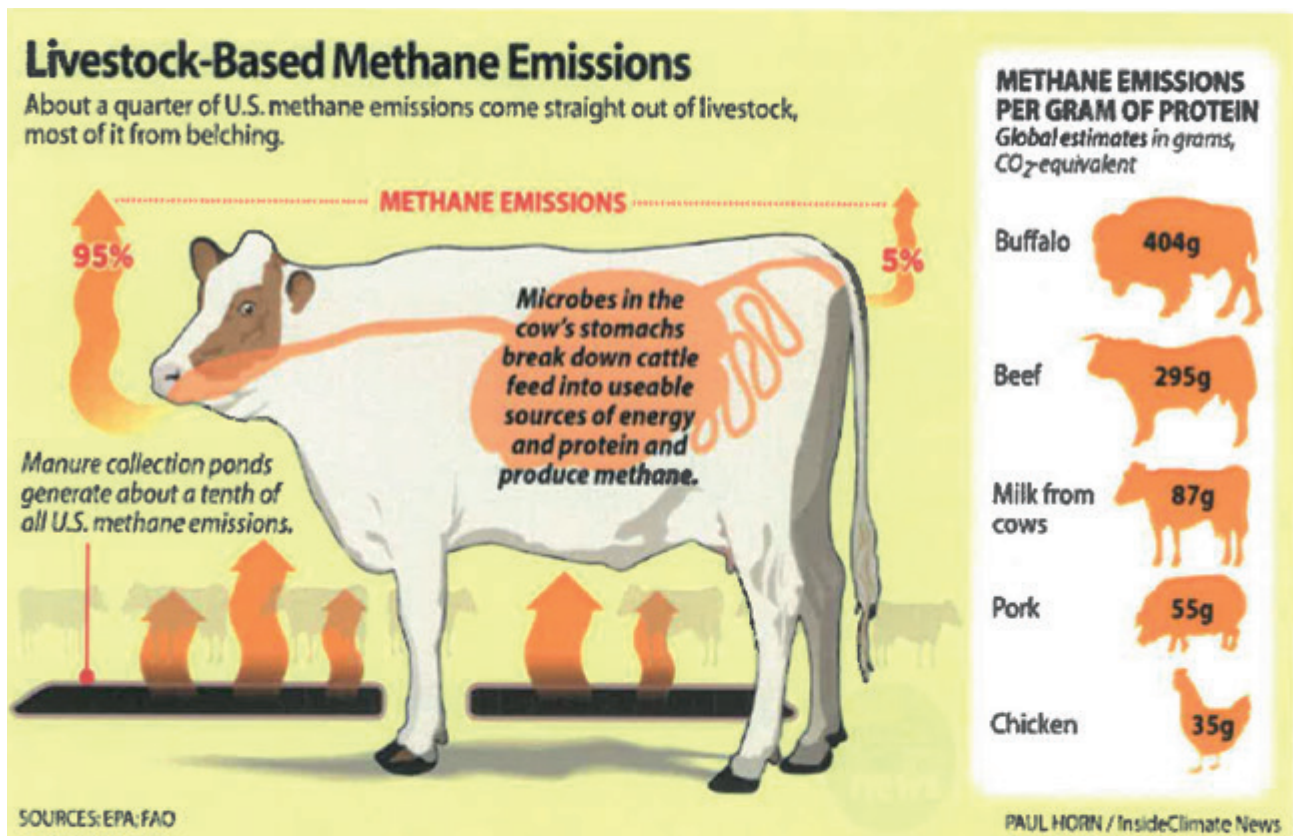 Livestock-Based Methane Emissions
About a quarter of U.S. methane emissions come straight out of livestock,
most of it from belching.
METHANE EMISSIONS
95%
5%
Microbes in the
cow's stomachs
break down cattle
feed into useable
sources of energy
and protein and
produce methane.
Manure collection ponds
generate about a tenth of
all U.S. methane emissions.
SOURCES: EPA; FAO
METHANE EMISSIONS
PER GRAM OF PROTEIN
Global estimates in grams,
CO₂-equivalent
Buffalo
404g
Beef
295g
Milk from
cows
87g
Pork
55g
Chicken
35g
PAUL HORN / InsideClimate News
News